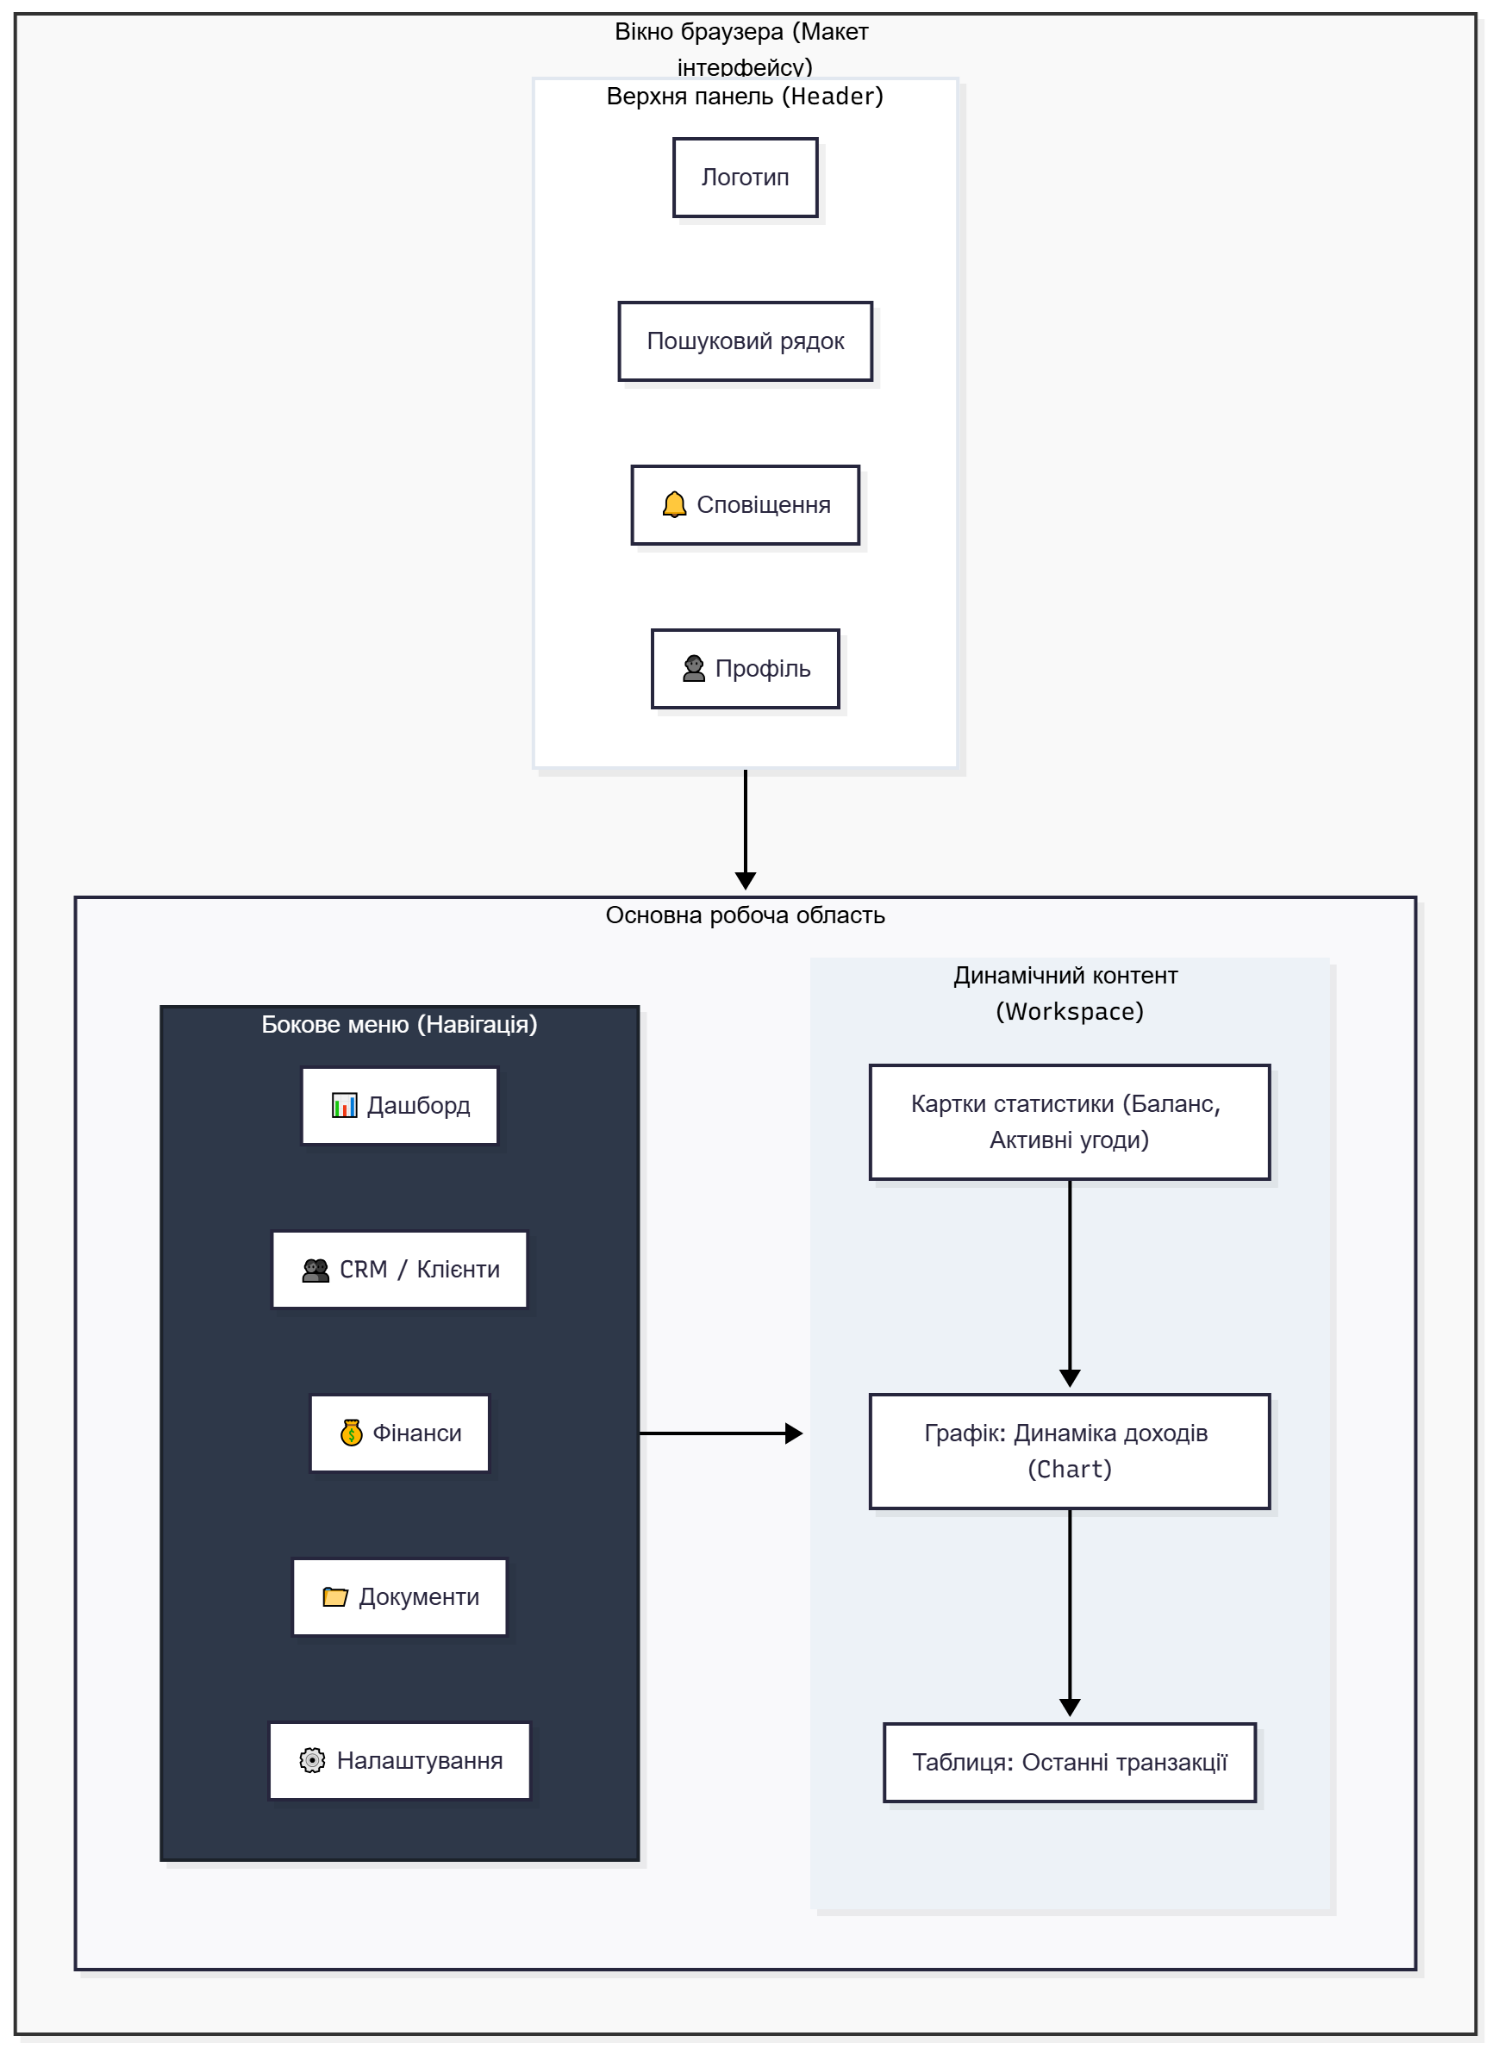 Вікно браузера (Макет
інтерфейсу)
Верхня панель (Header)
Логотип
Пошуковий рядок
🔔 Сповіщення
👤 Профіль
Основна робоча область
Бокове меню (Навігація)
📊 Дашборд
👥 CRM / Клієнти
💰 Фінанси
📁 Документи
⚙️ Налаштування
Динамічний контент
(Workspace)
Картки статистики (Баланс,
Активні угоди)
Графік: Динаміка доходів
(Chart)
Таблиця: Останні транзакції